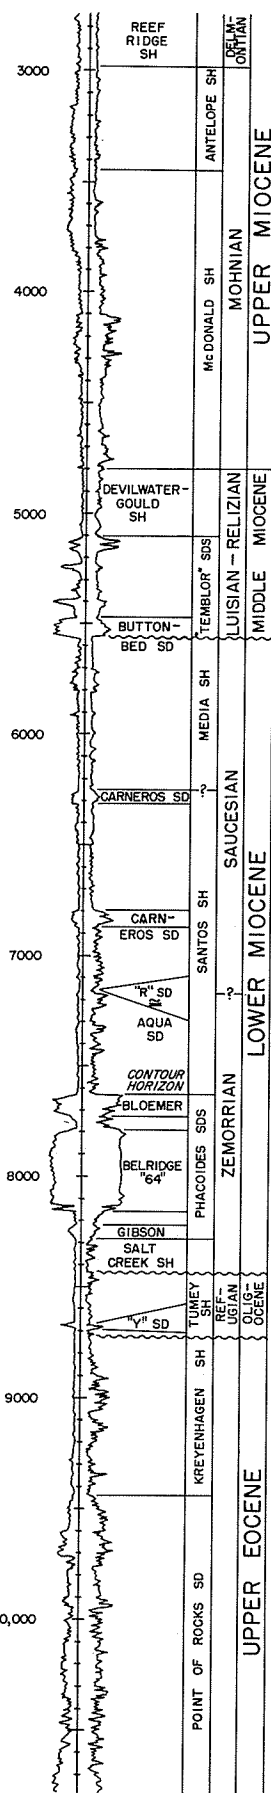 REEF
RIDGE
SH
DELM-
ONTIAN
3000
ANTELOPE SH
UPPER MIOCENE
MOHNIAN
4000
McDONALD SH
DEVILWATER-
GOULD
SH
5000
"TEMBLOR" SDS
LUISIAN – RELIZIAN
MIDDLE MIOCENE
BUTTON-
BED SD
MEDIA SH
6000
?
CARNEROS SD
SAUCESIAN
CARN-
EROS SD
SANTOS SH
LOWER MIOCENE
7000
"R" SD
?
AQUA
SD
CONTOUR
HORIZON
BLOEMER
ZEMORRIAN
PHACOIDES SDS
8000
BELRIDGE
"64"
GIBSON
SALT
CREEK SH
TUMEY
SH
REF-
UGIAN
OLIG-
OCENE
"Y" SD
KREYENHAGEN SH
9000
UPPER EOCENE
0,000
POINT OF ROCKS SD